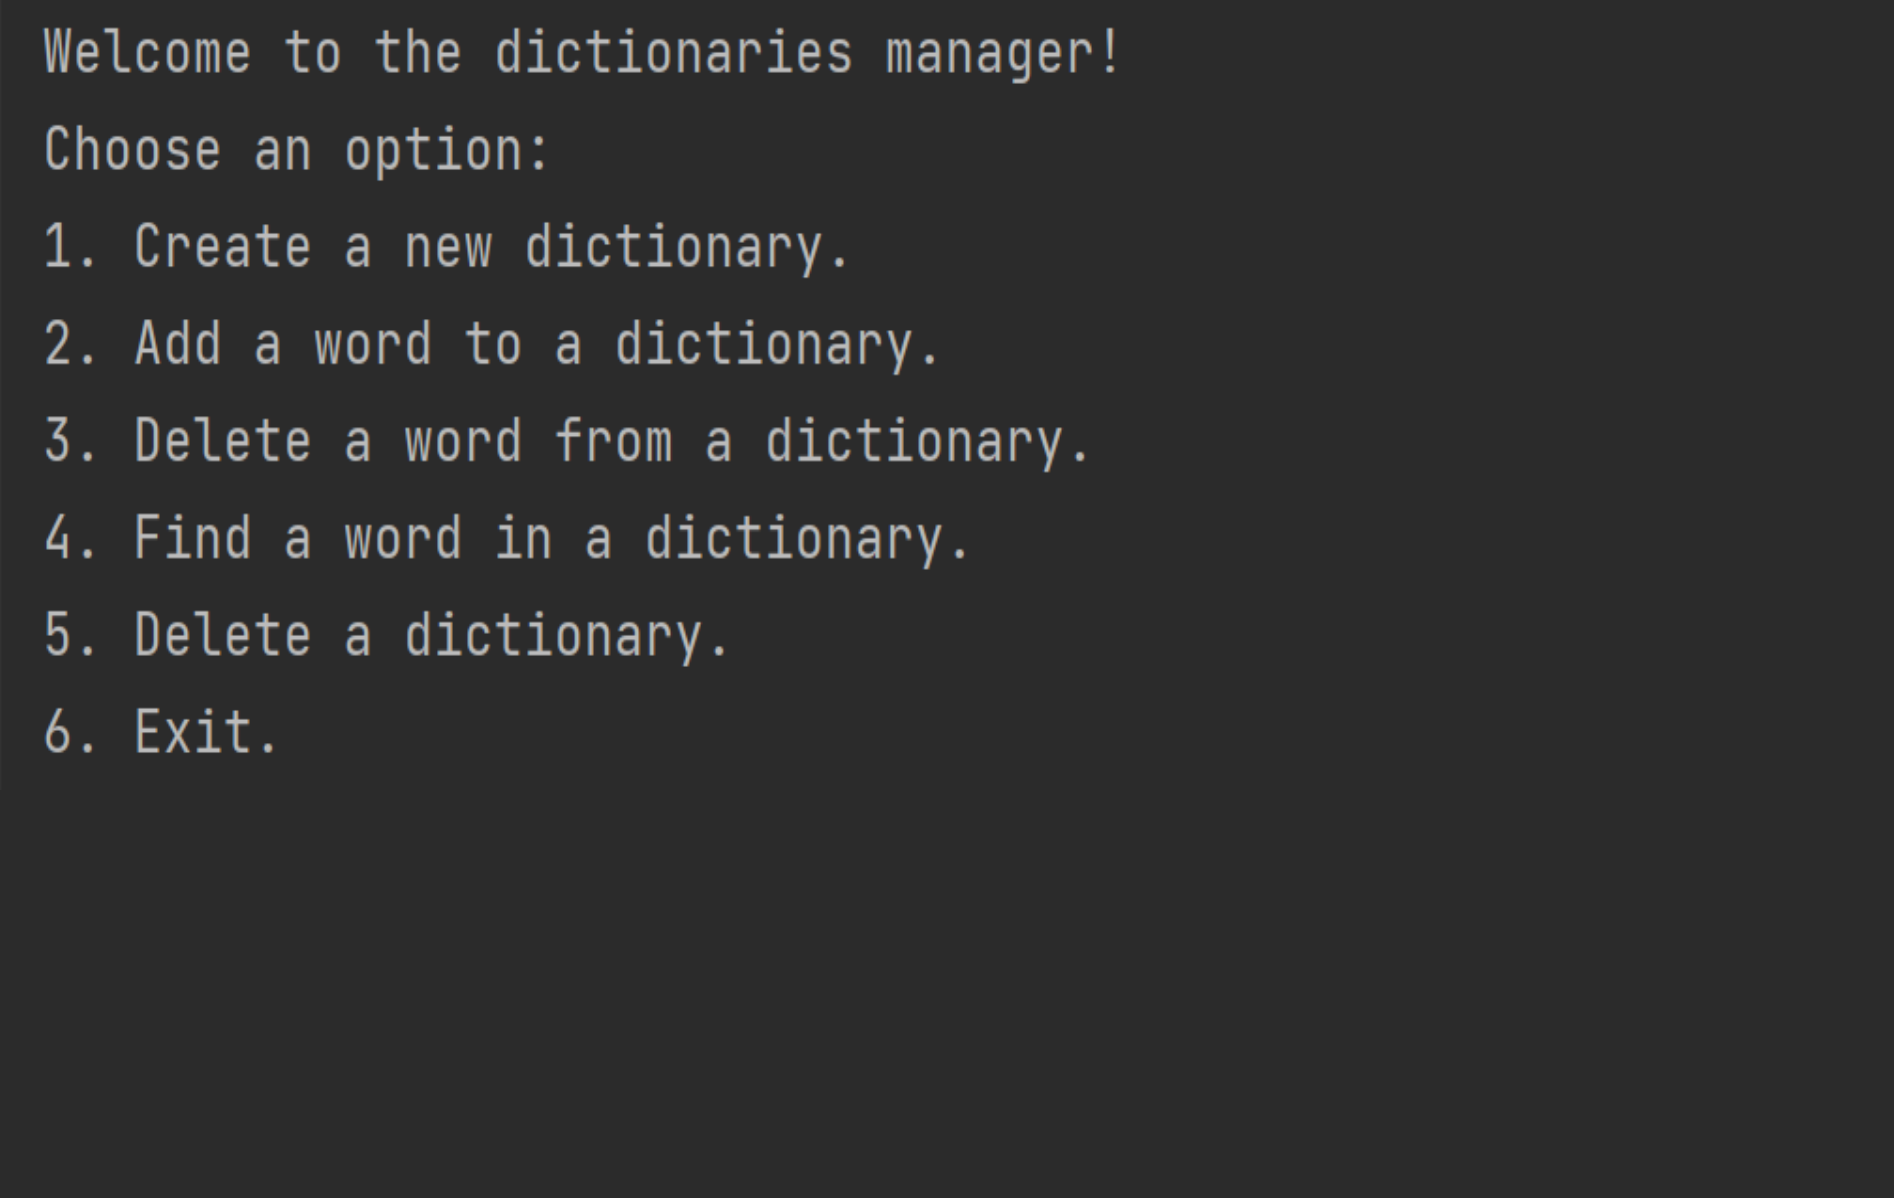 Welcome to the dictionaries manager!
Choose an option:
1. Create a new dictionary.
2. Add a word to a dictionary.
3. Delete a word from a dictionary.
4. Find a word in a dictionary.
5. Delete a dictionary.
6. Exit.